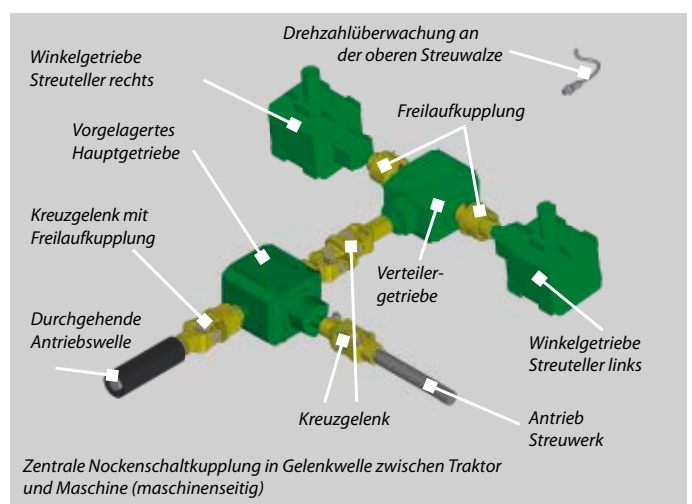 Drehzahlüberwachung an
der oberen Streuwalze
Winkelgetriebe
Streuteller rechts
Freilaufkupplung
Vorgelagertes
Hauptgetriebe
Kreuzgelenk mit
Freilaufkupplung
Verteiler-
getriebe
Durchgehende
Antriebswelle
Winkelgetriebe
Streuteller links
Kreuzgelenk
Antrieb
Streuwerk
Zentrale Nockenschaltkupplung in Gelenkwelle zwischen Traktor
und Maschine (maschinenseitig)